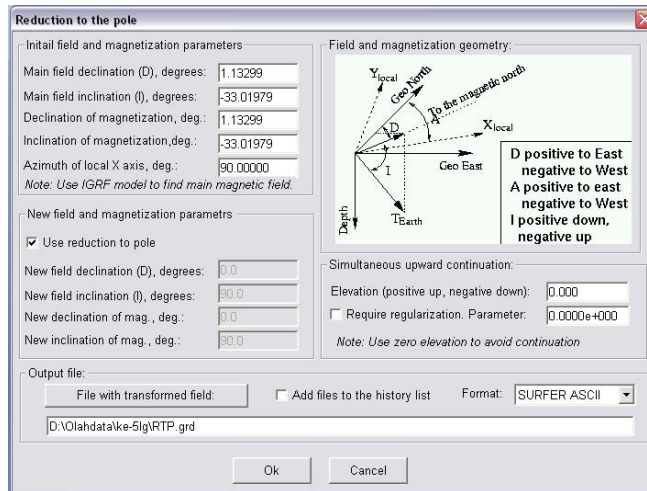 Reduction to the pole
Initail field and magnetization parameters
Main field declination (D), degrees: 1.13299
Main field inclination (I), degrees: -33.01979
Declination of magnetization, deg.: 1.13299
Inclination of magnetization,deg.: -33.01979
Azimuth of local X axis, deg.: 90.00000
Note: Use IGRF model to find main magnetic field.
New field and magnetization parametrs
Use reduction to pole
New field declination (D), degrees: 0.0
New field inclination (I), degrees: 90.0
New declination of mag., deg.: 0.0
New inclination of mag., deg.: 90.0
Field and magnetization geometry:
Y local
Geo North
To the magnetic north
D
A
X local
I
Geo East
T Earth
Depth
D positive to East
negative to West
A positive to east
negative to West
I positive down,
negative up
Simultaneous upward continuation:
Elevation (positive up, negative down): 0.000
Require regularization. Parameter: 0.0000e+000
Note: Use zero elevation to avoid continuation
Output file:
File with transformed field: Add files to the history list Format: SURFER ASCII
D:\Olahdata\ke-5lg\RTP.grd
Ok Cancel